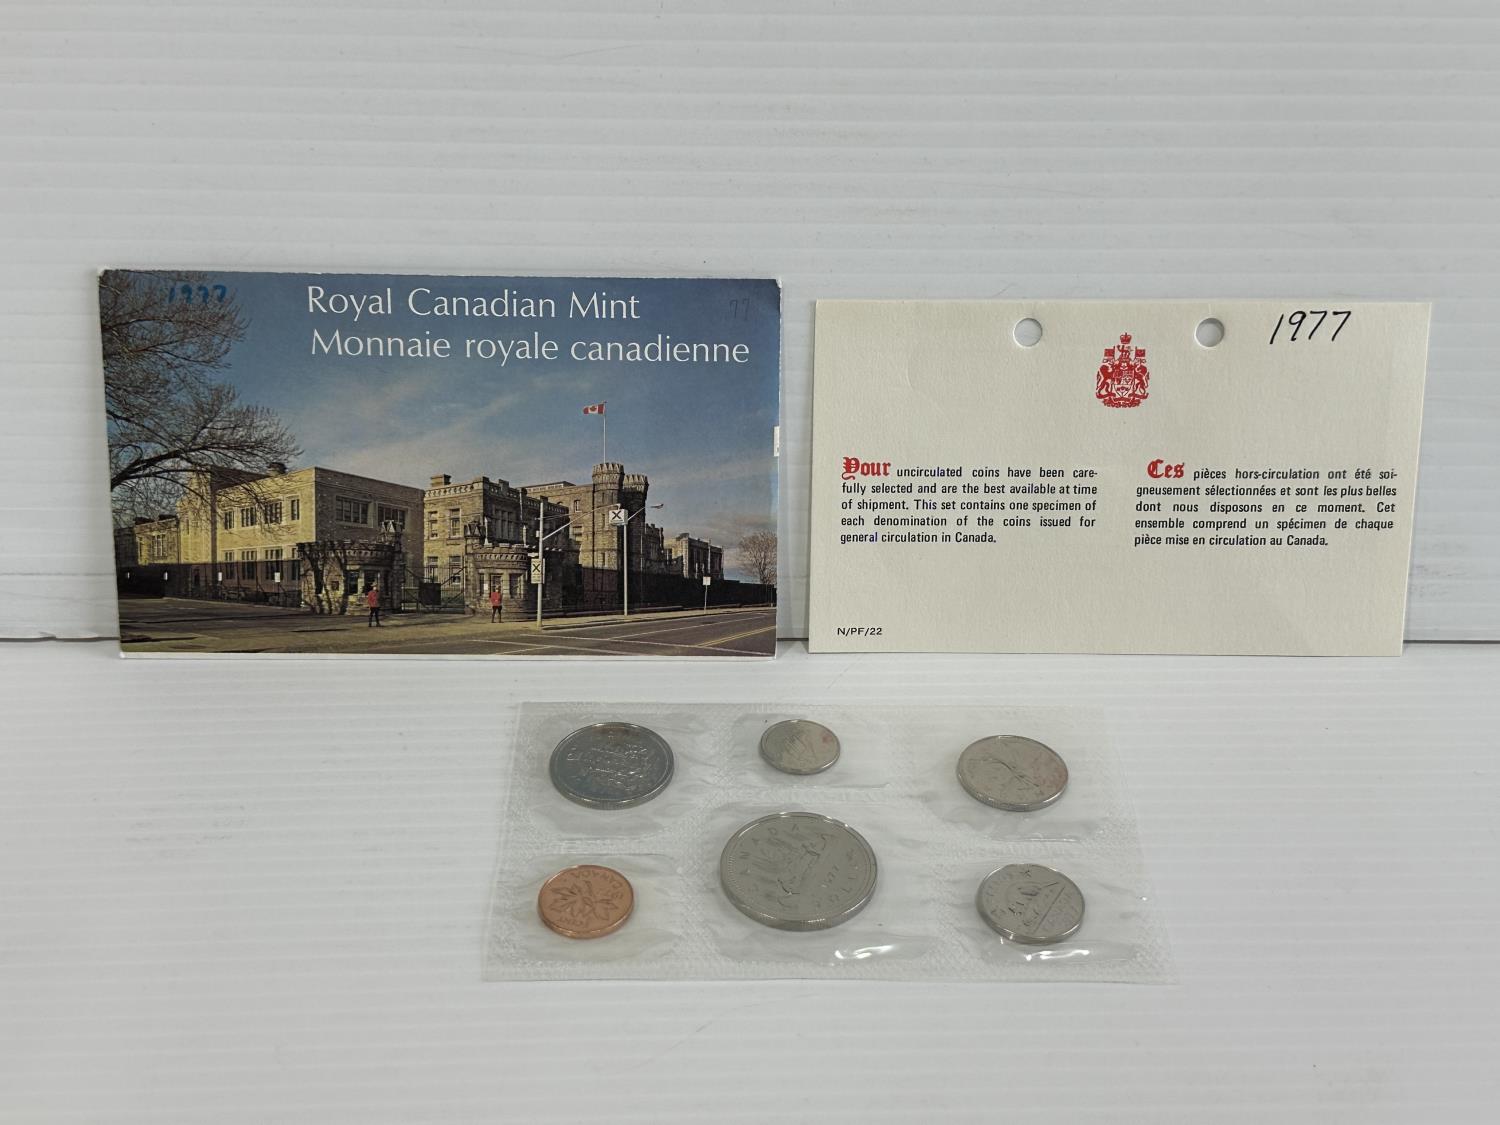 1977
77
Royal Canadian Mint
Monnaie royale canadienne
1977
Your uncirculated coins have been care-
fully selected and are the best available at time
of shipment. This set contains one specimen of
each denomination of the coins issued for
general circulation in Canada.
Ces pièces hors-circulation ont été soi-
gneusement sélectionnées et sont les plus belles
dont nous disposons en ce moment. Cet
ensemble comprend un spécimen de chaque
pièce mise en circulation au Canada.
N/PF/22
CANADA
1977
DOLLAR
CANADA